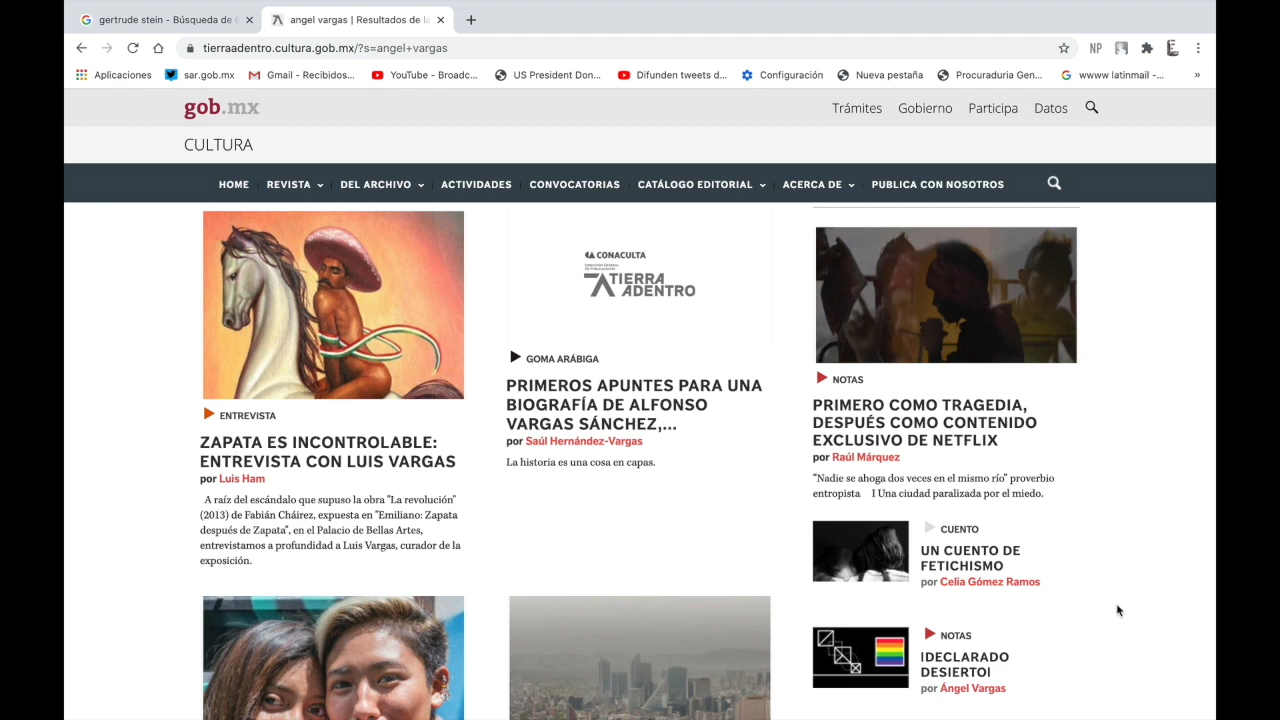 gertrude stein - Búsqueda de
angel vargas | Resultados de la
tierraadentro.cultura.gob.mx/?s=angel+vargas
NP
Aplicaciones
sar.gob.mx
Gmail - Recibidos...
YouTube - Broadc...
US President Don...
Difunden tweets d...
Configuración
Nueva pestaña
Procuraduria Gen...
wwww latinmail -...
»
gob.mx
Trámites
Gobierno
Participa
Datos
CULTURA
HOME
REVISTA
DEL ARCHIVO
ACTIVIDADES
CONVOCATORIAS
CATÁLOGO EDITORIAL
ACERCA DE
PUBLICA CON NOSOTROS
ENTREVISTA
ZAPATA ES INCONTROLABLE:
ENTREVISTA CON LUIS VARGAS
por Luis Ham
A raíz del escándalo que supuso la obra "La revolución"
(2013) de Fabián Cháirez, expuesta en "Emiliano: Zapata
después de Zapata", en el Palacio de Bellas Artes,
entrevistamos a profundidad a Luis Vargas, curador de la
exposición.
CONACULTA
TIERRA
ADENTRO
GOMA ARÁBIGA
PRIMEROS APUNTES PARA UNA
BIOGRAFÍA DE ALFONSO
VARGAS SÁNCHEZ,...
por Saúl Hernández-Vargas
La historia es una cosa en capas.
NOTAS
PRIMERO COMO TRAGEDIA,
DESPUÉS COMO CONTENIDO
EXCLUSIVO DE NETFLIX
por Raúl Márquez
“Nadie se ahoga dos veces en el mismo río” proverbio
entropista I Una ciudad paralizada por el miedo.
CUENTO
UN CUENTO DE
FETICHISMO
por Celia Gómez Ramos
NOTAS
¡DECLARADO
DESIERTO!
por Ángel Vargas